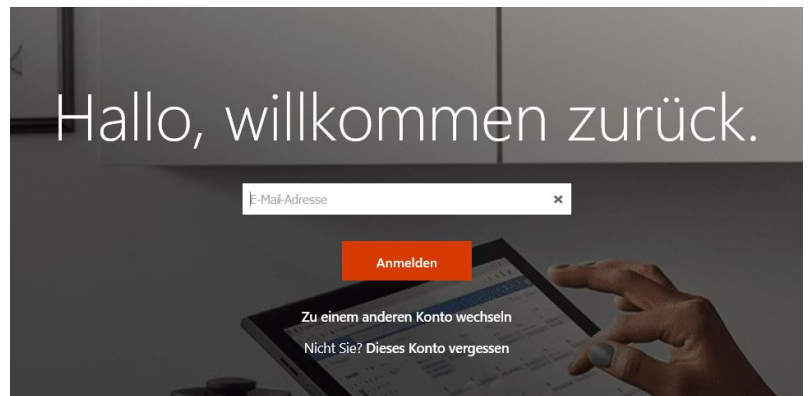 Hallo, willkommen zurück.
E-Mail-Adresse
Anmelden
Zu einem anderen Konto wechseln
Nicht Sie? Dieses Konto vergessen